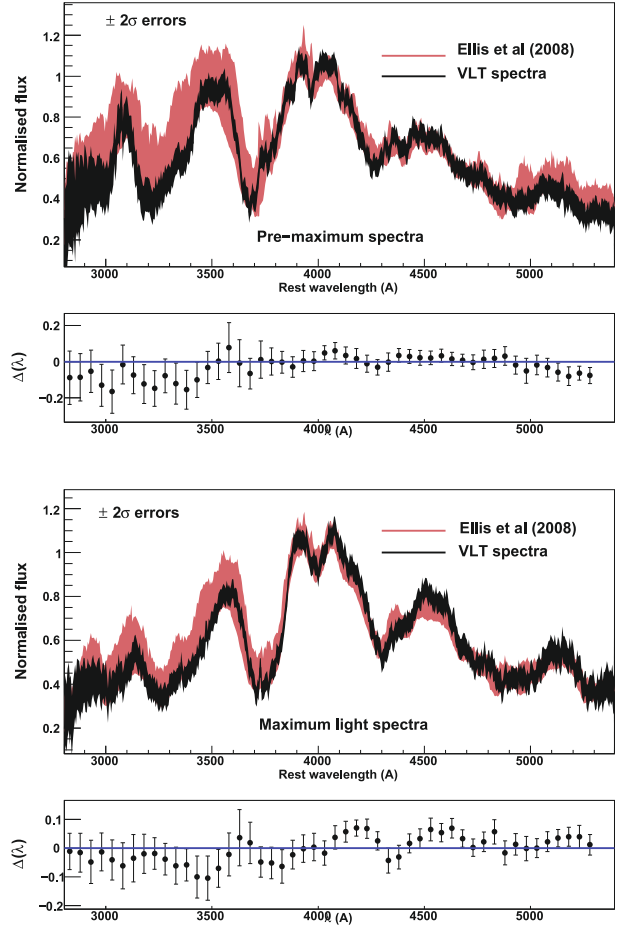 ± 2σ errors
Ellis et al (2008)
VLT spectra
Normalised flux
1.2
1
0.8
0.6
0.4
0.2
Pre−maximum spectra
3000 3500 4000 4500 5000
Rest wavelength (A)
Δ(λ)
0.2
0
−0.2
3000 3500 4000 4500 5000
λ (A)
± 2σ errors
Ellis et al (2008)
VLT spectra
Normalised flux
1.2
1
0.8
0.6
0.4
0.2
Maximum light spectra
3000 3500 4000 4500 5000
Rest wavelength (A)
Δ(λ)
0.1
0
−0.1
−0.2
3000 3500 4000 4500 5000
λ (A)